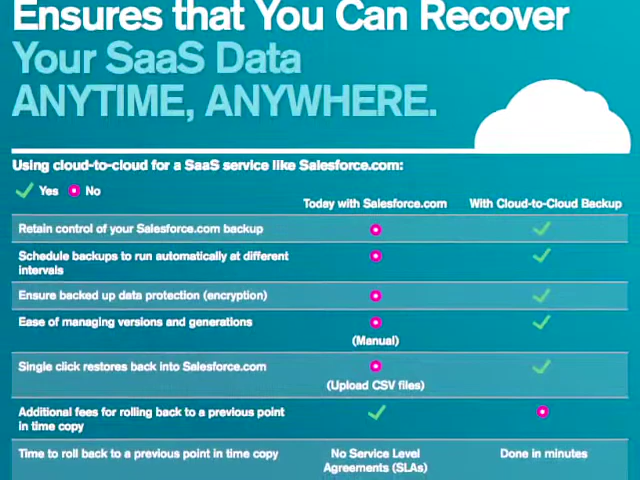 Ensures that You Can Recover
Your SaaS Data
ANYTIME, ANYWHERE.
Using cloud-to-cloud for a SaaS service like Salesforce.com:
Yes No
Today with Salesforce.com With Cloud-to-Cloud Backup
Retain control of your Salesforce.com backup
Schedule backups to run automatically at different
intervals
Ensure backed up data protection (encryption)
Ease of managing versions and generations
(Manual)
Single click restores back into Salesforce.com
(Upload CSV files)
Additional fees for rolling back to a previous point
in time copy
Time to roll back to a previous point in time copy No Service Level Done in minutes
Agreements (SLAs)